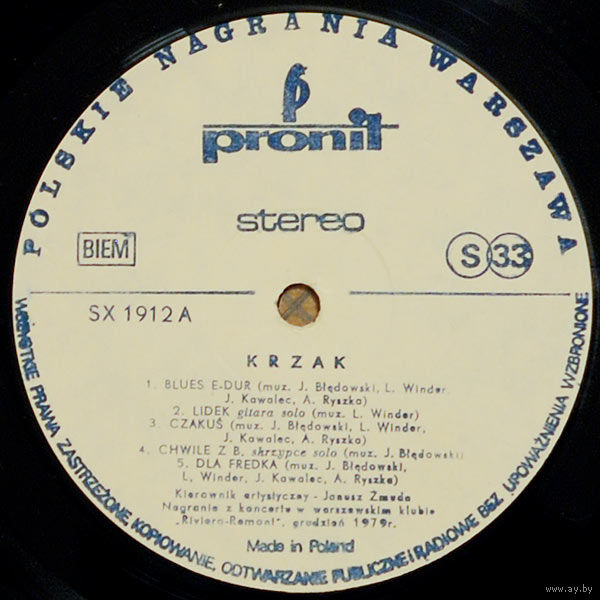 POLSKIE NAGRANIA WARSZAWA
pronit
stereo
BIEM
S 33
SX 1912 A
KRZAK
1. BLUES E-DUR (muz. J. Błędowski, L. Winder,
J. Kawalec, A. Ryszka)
2. LIDEK gitara solo (muz. L. Winder)
3. CZAKUŚ (muz. J. Błędowski, L. Winder,
J. Kawalec, A. Ryszka)
4. CHWILE Z B. skrzypce solo (muz. J. Błędowski)
5. DLA FREDKA (muz. J. Błędowski,
L. Winder, J. Kawalec, A. Ryszka)
Kierownik artystyczny - Janusz Żmuda
Nagranie z koncertu w warszawskim klubie
„Riviera-Remont", grudzień 1979r.
Made in Poland
WSZYSTKIE PRAWA ZASTRZEŻONE. KOPIOWANIE, ODTWARZANIE PUBLICZNE I RADIOWE BEZ UPOWAŻNIENIA WZBRONIONE
www.ay.by